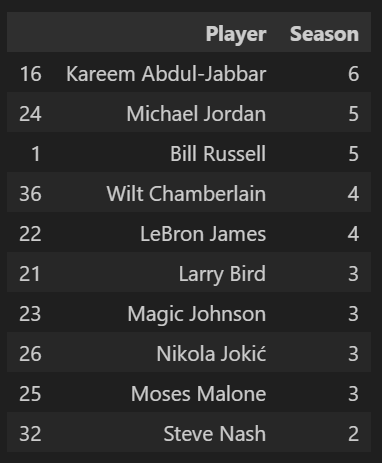 Player Season
16 Kareem Abdul-Jabbar 6
24 Michael Jordan 5
1 Bill Russell 5
36 Wilt Chamberlain 4
22 LeBron James 4
21 Larry Bird 3
23 Magic Johnson 3
26 Nikola Jokić 3
25 Moses Malone 3
32 Steve Nash 2